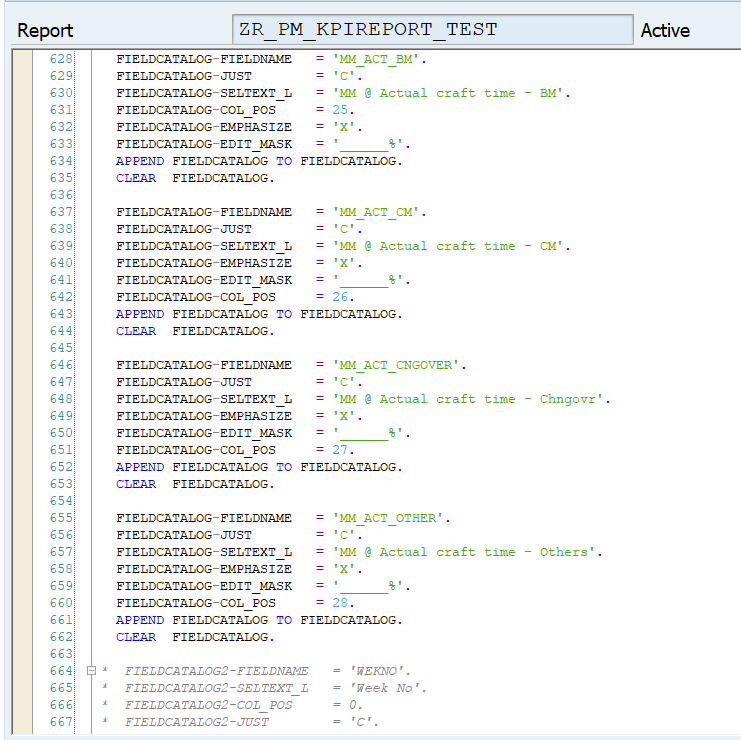 Report ZR_PM_KPIREPORT_TEST Active
628 FIELDCATALOG-FIELDNAME = 'MM_ACT_BM'.
629 FIELDCATALOG-JUST = 'C'.
630 FIELDCATALOG-SELTEXT_L = 'MM @ Actual craft time - BM'.
631 FIELDCATALOG-COL_POS = 25.
632 FIELDCATALOG-EMPHASIZE = 'X'.
633 FIELDCATALOG-EDIT_MASK = '______%'.
634 APPEND FIELDCATALOG TO FIELDCATALOG.
635 CLEAR FIELDCATALOG.
636
637 FIELDCATALOG-FIELDNAME = 'MM_ACT_CM'.
638 FIELDCATALOG-JUST = 'C'.
639 FIELDCATALOG-SELTEXT_L = 'MM @ Actual craft time - CM'.
640 FIELDCATALOG-EMPHASIZE = 'X'.
641 FIELDCATALOG-EDIT_MASK = '______%'.
642 FIELDCATALOG-COL_POS = 26.
643 APPEND FIELDCATALOG TO FIELDCATALOG.
644 CLEAR FIELDCATALOG.
645
646 FIELDCATALOG-FIELDNAME = 'MM_ACT_CNGOVER'.
647 FIELDCATALOG-JUST = 'C'.
648 FIELDCATALOG-SELTEXT_L = 'MM @ Actual craft time - Chngovr'.
649 FIELDCATALOG-EMPHASIZE = 'X'.
650 FIELDCATALOG-EDIT_MASK = '______%'.
651 FIELDCATALOG-COL_POS = 27.
652 APPEND FIELDCATALOG TO FIELDCATALOG.
653 CLEAR FIELDCATALOG.
654
655 FIELDCATALOG-FIELDNAME = 'MM_ACT_OTHER'.
656 FIELDCATALOG-JUST = 'C'.
657 FIELDCATALOG-SELTEXT_L = 'MM @ Actual craft time - Others'.
658 FIELDCATALOG-EMPHASIZE = 'X'.
659 FIELDCATALOG-EDIT_MASK = '______%'.
660 FIELDCATALOG-COL_POS = 28.
661 APPEND FIELDCATALOG TO FIELDCATALOG.
662 CLEAR FIELDCATALOG.
663
664 * FIELDCATALOG2-FIELDNAME = 'WEKNO'.
665 * FIELDCATALOG2-SELTEXT_L = 'Week No'.
666 * FIELDCATALOG2-COL_POS = 0.
667 * FIELDCATALOG2-JUST = 'C'.